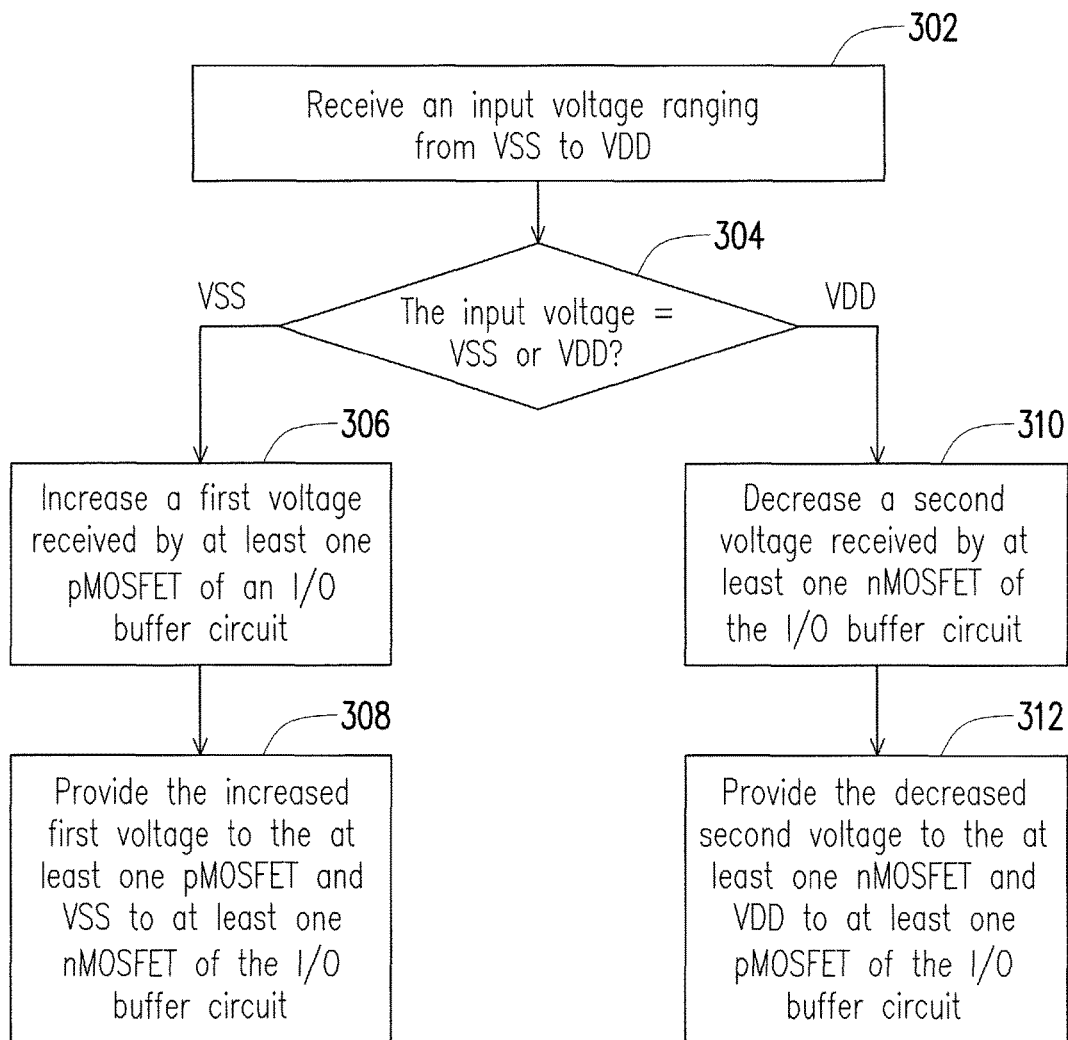 302
Receive an input voltage ranging
from VSS to VDD
304
VSS
VDD
The input voltage =
VSS or VDD?
306
Increase a first voltage
received by at least one
pMOSFET of an I/O
buffer circuit
310
Decrease a second
voltage received by at
least one nMOSFET of
the I/O buffer circuit
308
Provide the increased
first voltage to the at
least one pMOSFET and
VSS to at least one
nMOSFET of the I/O
buffer circuit
312
Provide the decreased
second voltage to the at
least one nMOSFET and
VDD to at least one
pMOSFET of the I/O
buffer circuit